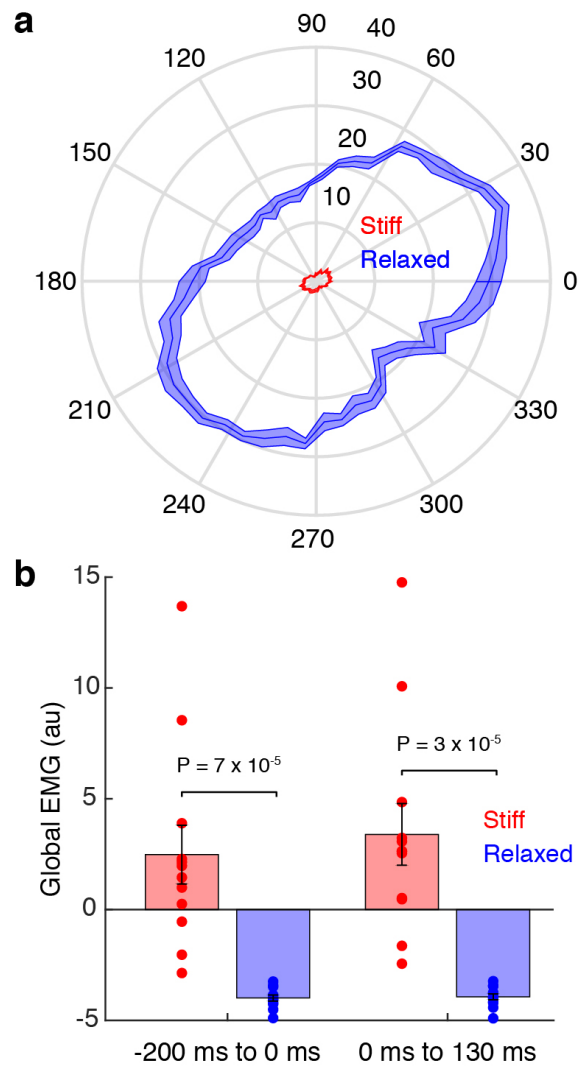 a
90
120
40
60
30
150
20
30
10
Stiff
Relaxed
180
0
210
330
240
300
270
b
15
10
5
0
-5
Global EMG (au)
P = 7 x 10⁻⁵
P = 3 x 10⁻⁵
Stiff
Relaxed
-200 ms to 0 ms
0 ms to 130 ms